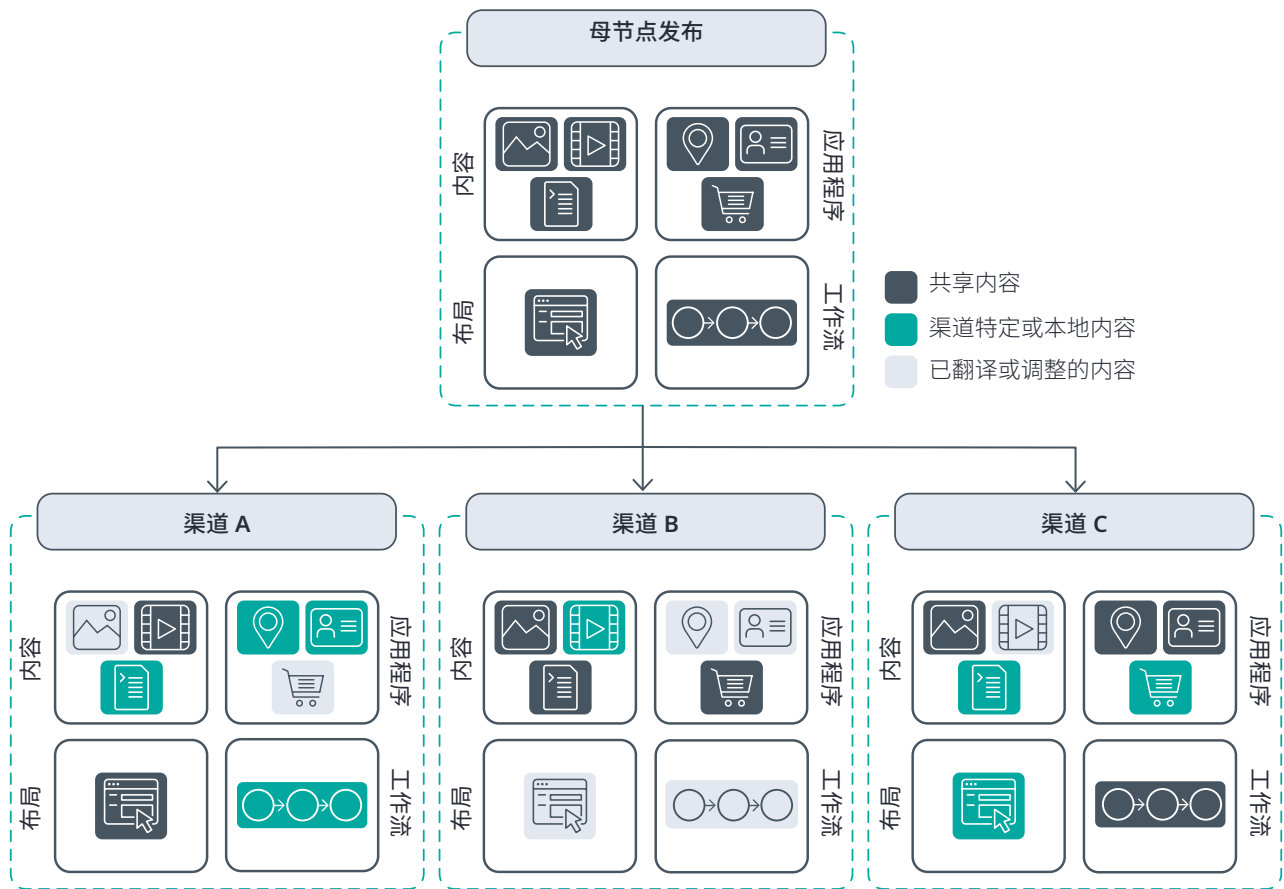 母节点发布
内容
应用程序
布局
工作流
共享内容
渠道特定或本地内容
已翻译或调整的内容
渠道 A
内容
应用程序
布局
工作流
渠道 B
内容
应用程序
布局
工作流
渠道 C
内容
应用程序
布局
工作流